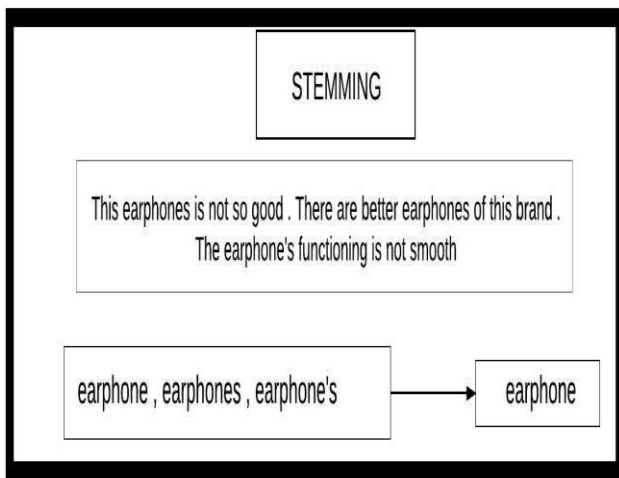 STEMMING
This earphones is not so good . There are better earphones of this brand .
The earphone's functioning is not smooth
earphone , earphones , earphone's
earphone